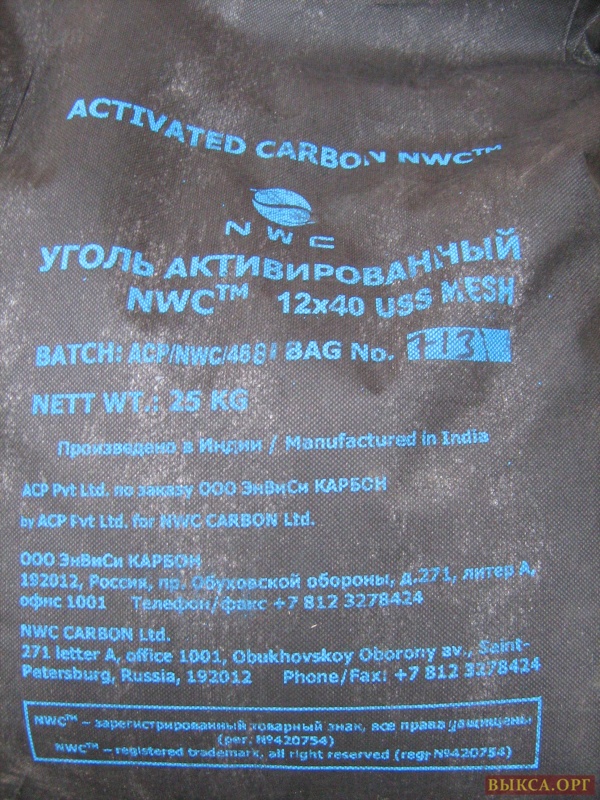 ACTIVATED CARBON NWC™
NWC
УГОЛЬ АКТИВИРОВАННЫЙ
NWC™ 12x40 USS MESH
BATCH: ACP/NWC/468 BAG No.
NETT WT.: 25 KG
Произведено в Индии / Manufactured in India
ACP Pvt Ltd. по заказу ООО ЭнВиСи КАРБОН
by ACP Pvt Ltd. for NWC CARBON Ltd.
ООО ЭнВиСи КАРБОН
192012, Россия, пр. Обуховской обороны, д.271, литер А,
офис 1001 Телефон/факс +7 812 3278424
NWC CARBON Ltd.
271 letter A, office 1001, Obukhovskoy Oborony av., Saint-
Petersburg, Russia, 192012 Phone/Fax: +7 812 3278424
NWC™ – зарегистрированный товарный знак, все права защищены
(рег. №420754)
NWC™ – registered trademark, all right reserved (regr №420754)
ВЫКСА.ОРГ